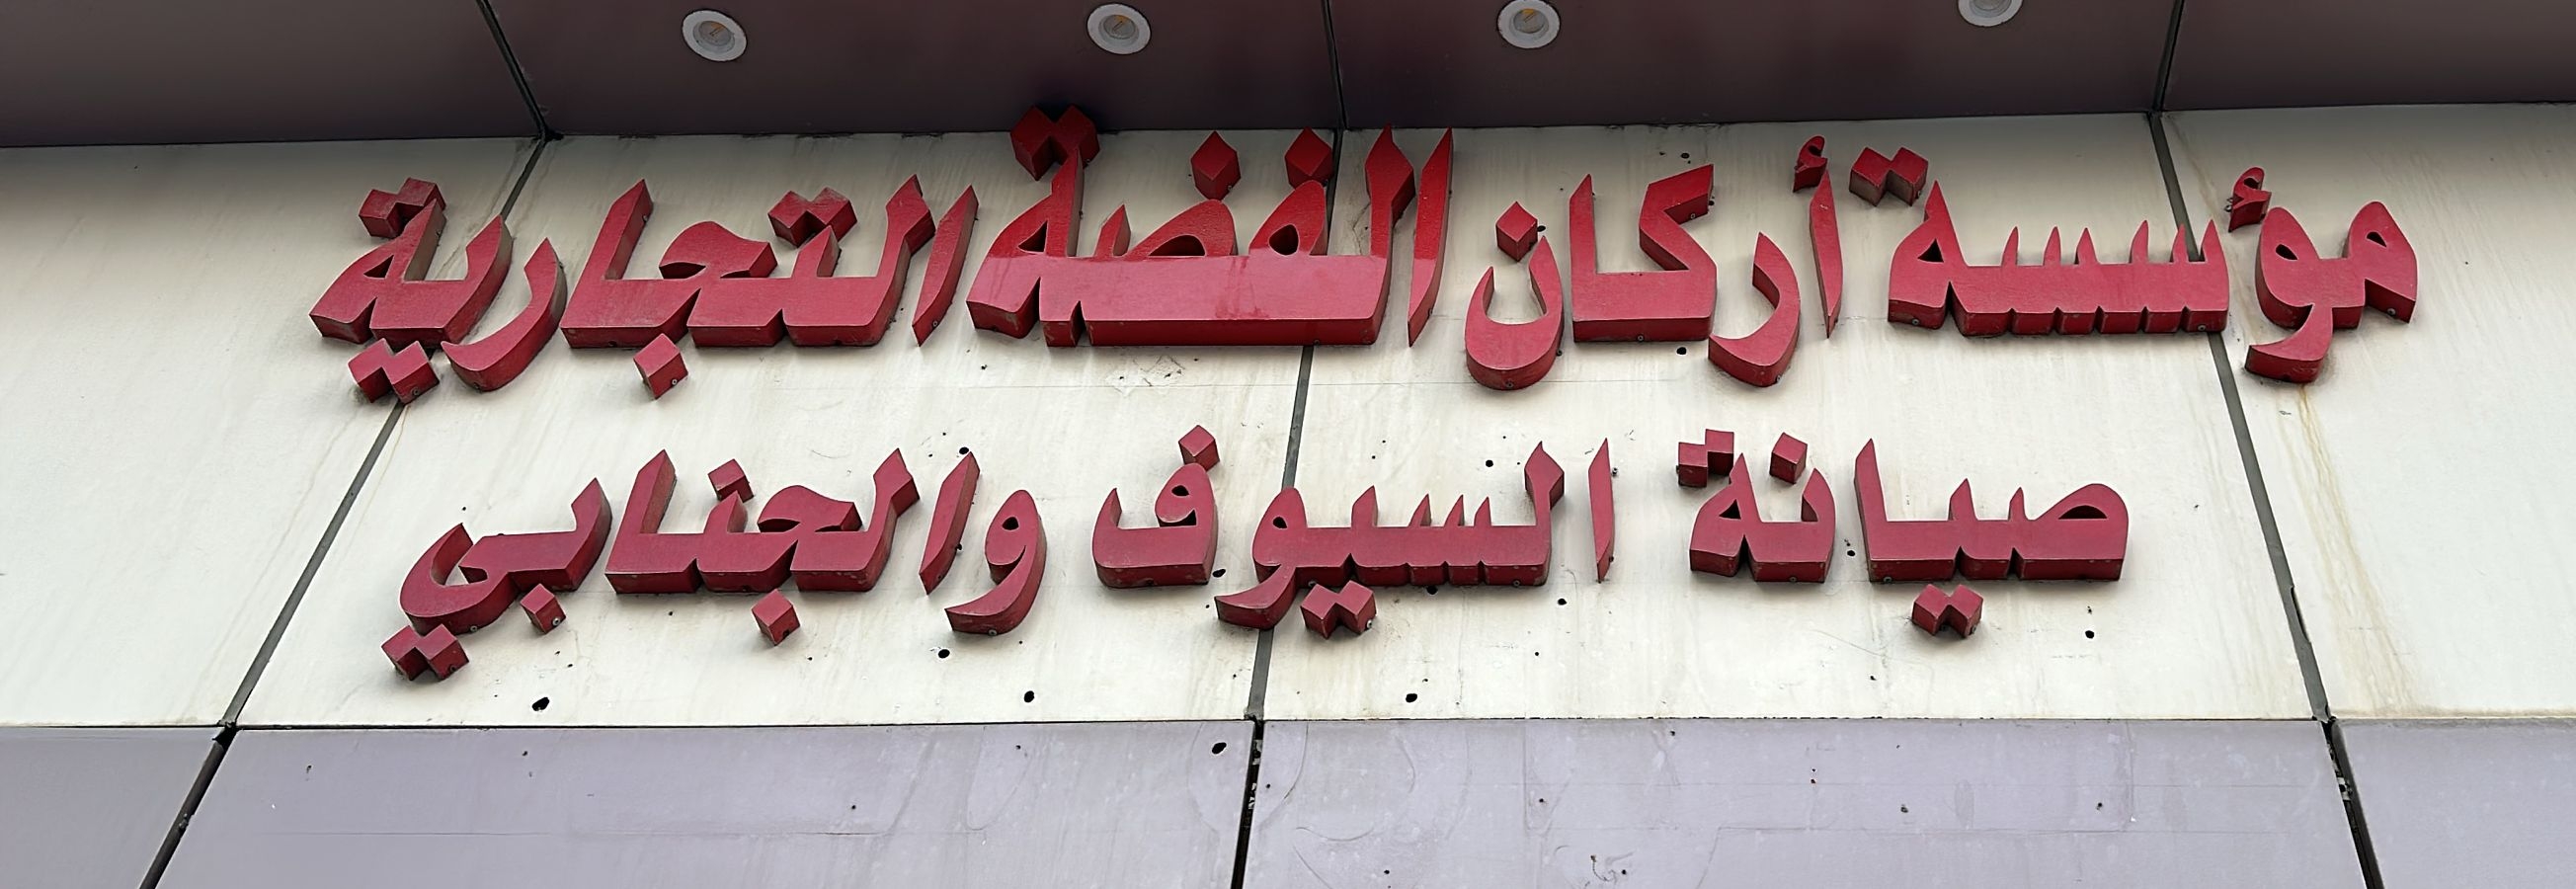 مؤسسة أركان الفضة التجارية
صيانة السيوف والجنابي